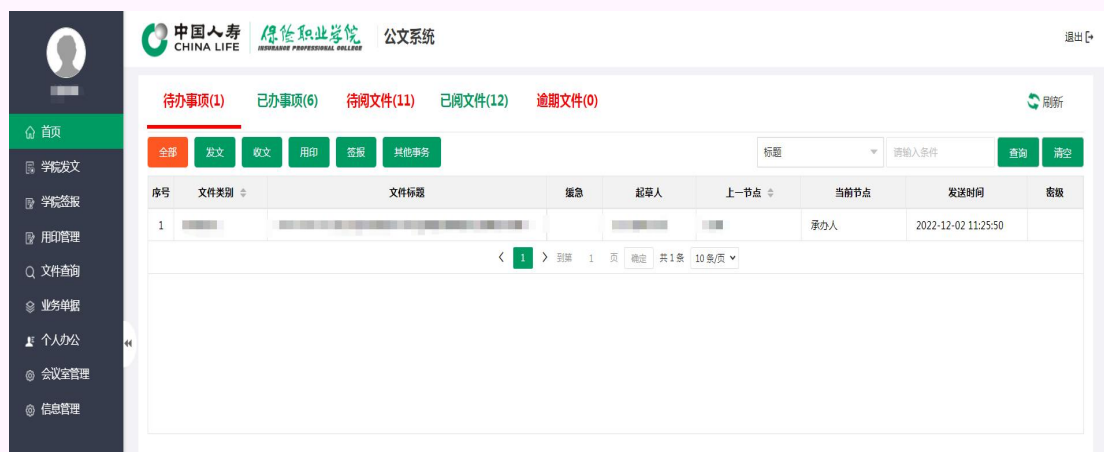 中国人寿
CHINA LIFE
保险职业学院
INSURANCE PROFESSIONAL COLLEGE
公文系统
退出
待办事项(1) 已办事项(6) 待阅文件(11) 已阅文件(12) 逾期文件(0) 刷新
首页
学院发文
学院签报
用印管理
文件查询
业务单据
个人办公
会议室管理
信息管理
全部 发文 收文 用印 签报 其他事务 标题 请输入条件 查询 清空
序号 文件类别 文件标题 缓急 起草人 上一节点 当前节点 发送时间 密级
1 承办人 2022-12-02 11:25:50
1 到第 1 页 确定 共1条 10条/页